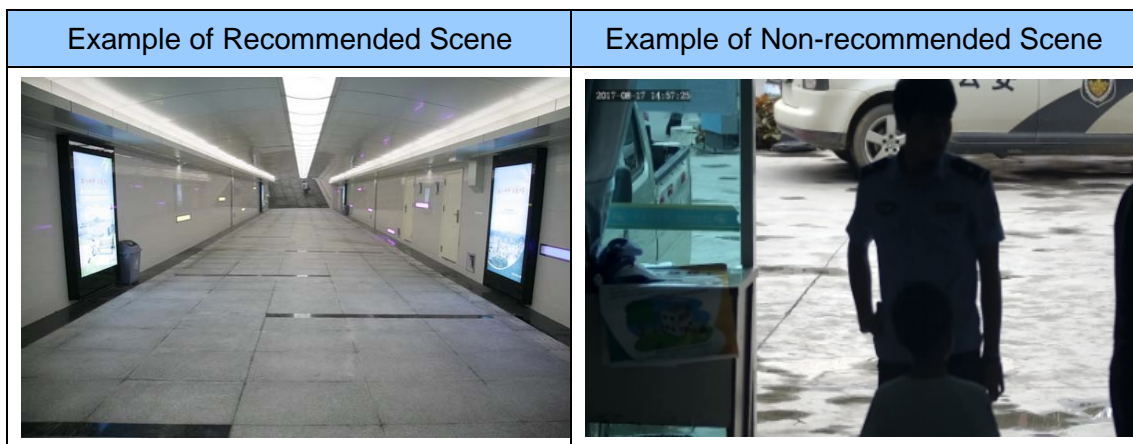 Example of Recommended Scene
Example of Non-recommended Scene
2017-08-17 14:57:25
公安